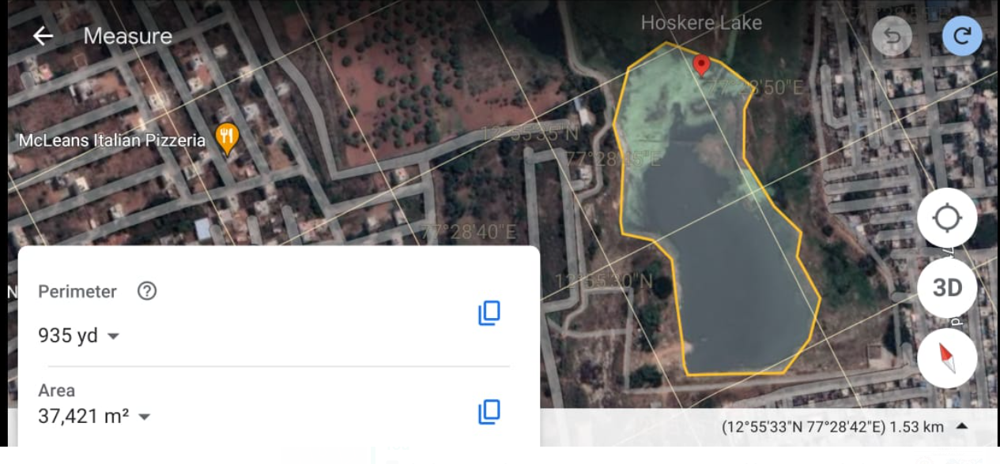 Measure
Hoskere Lake
77°28'50"E
McLeans Italian Pizzeria
12°55'35"N
77°28'45"E
77°28'40"E
12°55'30"N
N
3D
Perimeter
935 yd
Area
37,421 m²
(12°55'33"N 77°28'42"E) 1.53 km